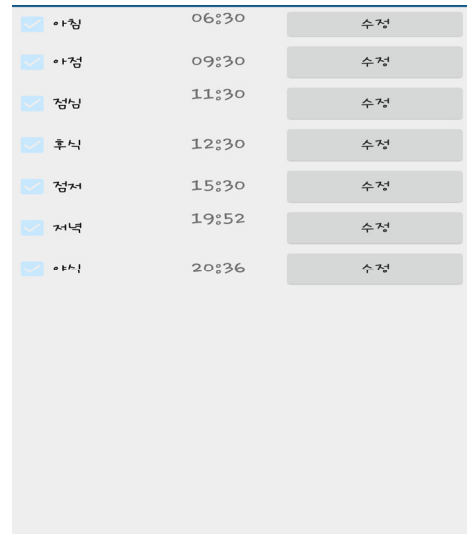 아침 06:30 수정
아점 09:30 수정
점심 11:30 수정
후식 12:30 수정
점저 15:30 수정
저녁 19:52 수정
야식 20:36 수정